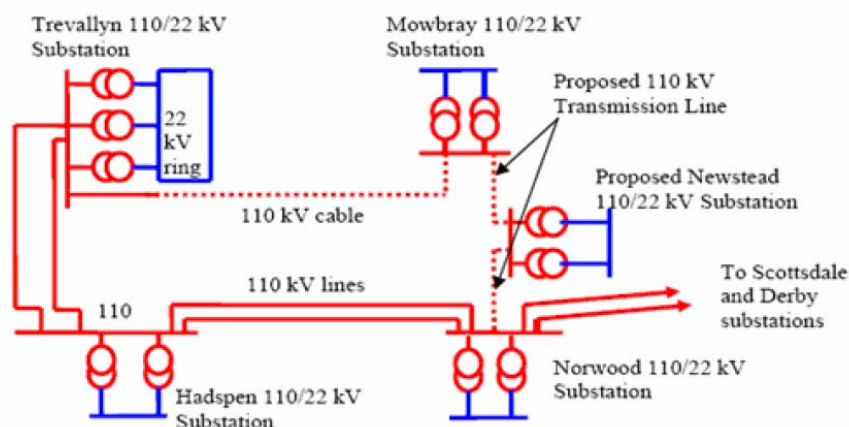 Trevallyn 110/22 kV
Substation
Mowbray 110/22 kV
Substation
Proposed 110 kV
Transmission Line
22
kV
ring
Proposed Newstead
110/22 kV Substation
110 kV cable
To Scottsdale
and Derby
substations
110 kV lines
110
Norwood 110/22 kV
Substation
Hadspen 110/22 kV
Substation